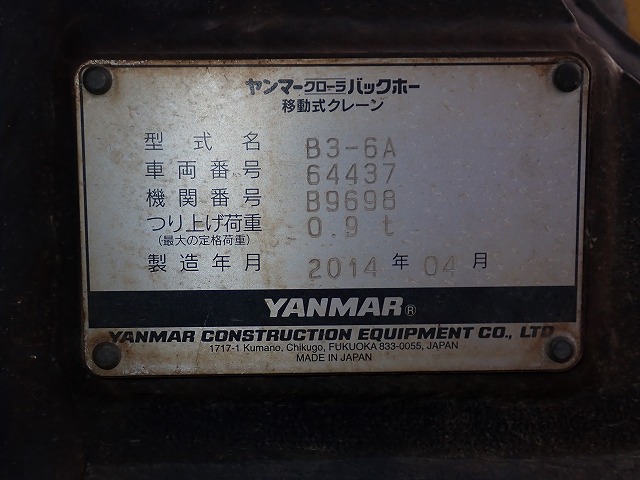 ヤンマークローラバックホー
移動式クレーン
型式名 B3-6A
車両番号 64437
機関番号 B9698
つり上げ荷重 0.9 t
(最大の定格荷重)
製造年月 2014 年 04 月
YANMAR®
YANMAR CONSTRUCTION EQUIPMENT CO., LTD
1717-1 Kumano, Chikugo, FUKUOKA 833-0055, JAPAN
MADE IN JAPAN